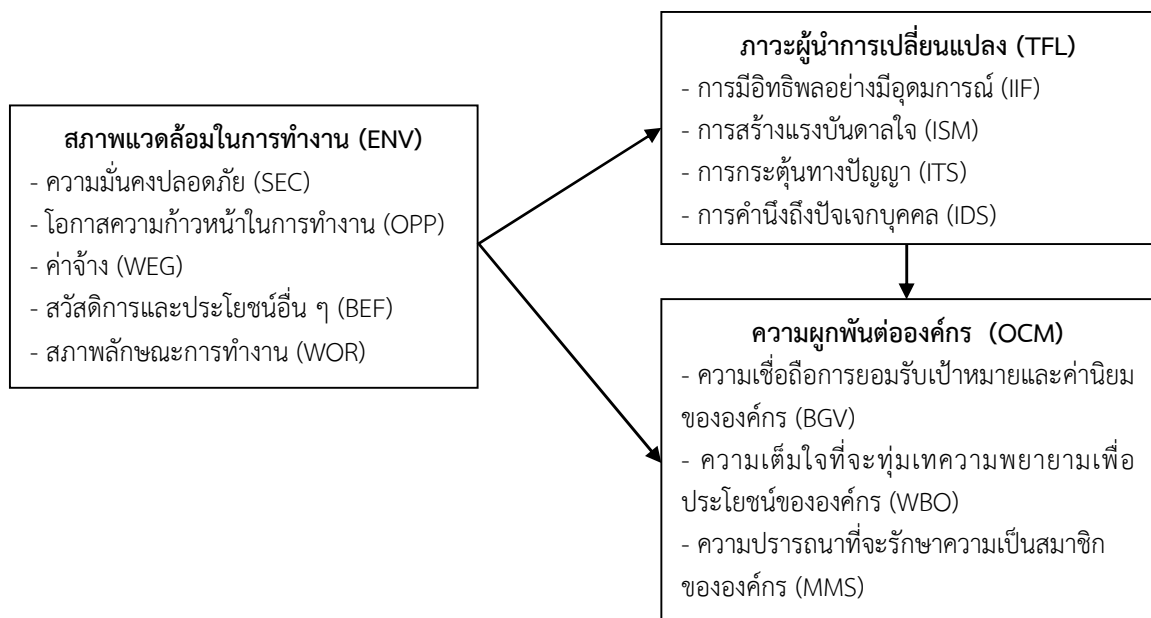 สภาพแวดล้อมในการทำงาน (ENV)
- ความมั่นคงปลอดภัย (SEC)
- โอกาสความก้าวหน้าในการทำงาน (OPP)
- ค่าจ้าง (WEG)
- สวัสดิการและประโยชน์อื่น ๆ (BEF)
- สภาพลักษณะการทำงาน (WOR)
ภาวะผู้นำการเปลี่ยนแปลง (TFL)
- การมีอิทธิพลอย่างมีอุดมการณ์ (IIF)
- การสร้างแรงบันดาลใจ (ISM)
- การกระตุ้นทางปัญญา (ITS)
- การคำนึงถึงปัจเจกบุคคล (IDS)
ความผูกพันต่อองค์กร (OCM)
- ความเชื่อถือการยอมรับเป้าหมายและค่านิยม
ขององค์กร (BGV)
- ความเต็มใจที่จะทุ่มเทความพยายามเพื่อ
ประโยชน์ขององค์กร (WBO)
- ความปรารถนาที่จะรักษาความเป็นสมาชิก
ขององค์กร (MMS)